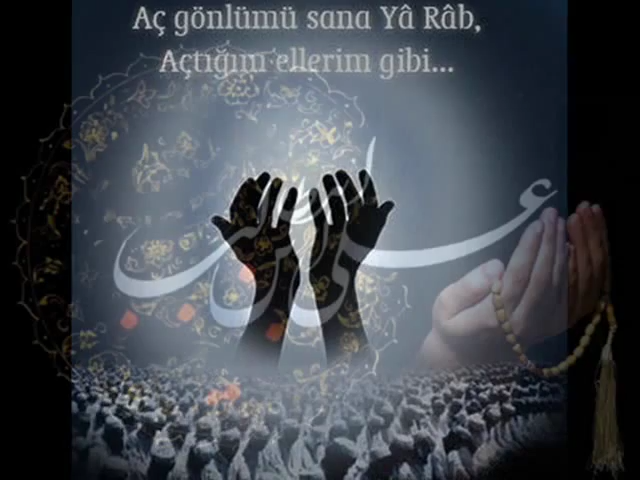 Aç gönlümü sana Yâ Râb,
Açtığım ellerim gibi...